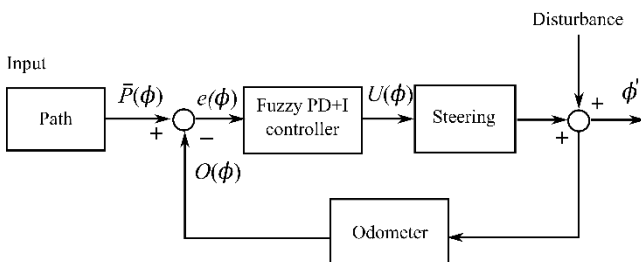 Disturbance
Input
P̄(ϕ)
e(ϕ)
U(ϕ)
ϕ'
Path
Fuzzy PD+I
controller
Steering
+
−
+
+
O(ϕ)
Odometer